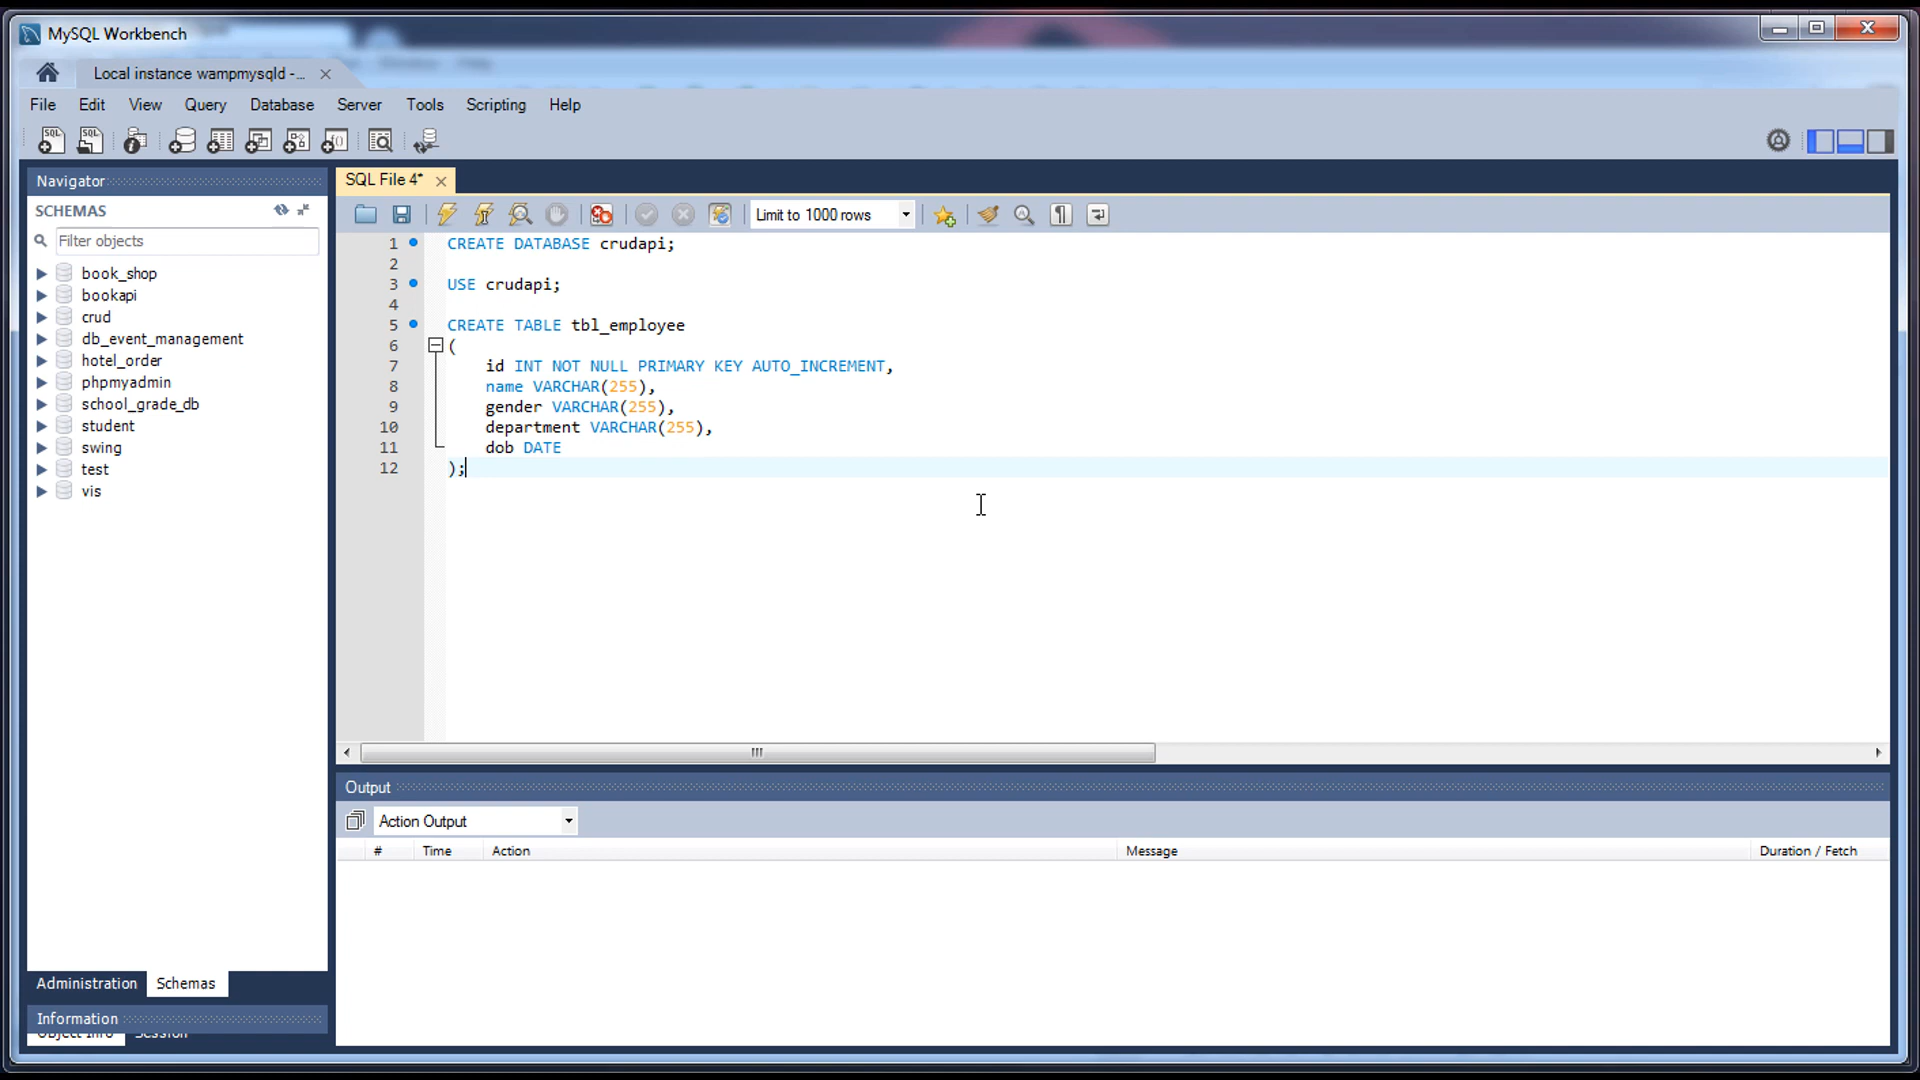 MySQL Workbench
Local instance wampmysqld -...
File Edit View Query Database Server Tools Scripting Help
Navigator
SCHEMAS
Filter objects
book_shop
bookapi
crud
db_event_management
hotel_order
phpmyadmin
school_grade_db
student
swing
test
vis
Administration Schemas
Information
Object Info Session
SQL File 4*
Limit to 1000 rows
1 CREATE DATABASE crudapi;
2
3 USE crudapi;
4
5 CREATE TABLE tbl_employee
6 (
7 id INT NOT NULL PRIMARY KEY AUTO_INCREMENT,
8 name VARCHAR(255),
9 gender VARCHAR(255),
10 department VARCHAR(255),
11 dob DATE
12 );
Output
Action Output
# Time Action Message Duration / Fetch